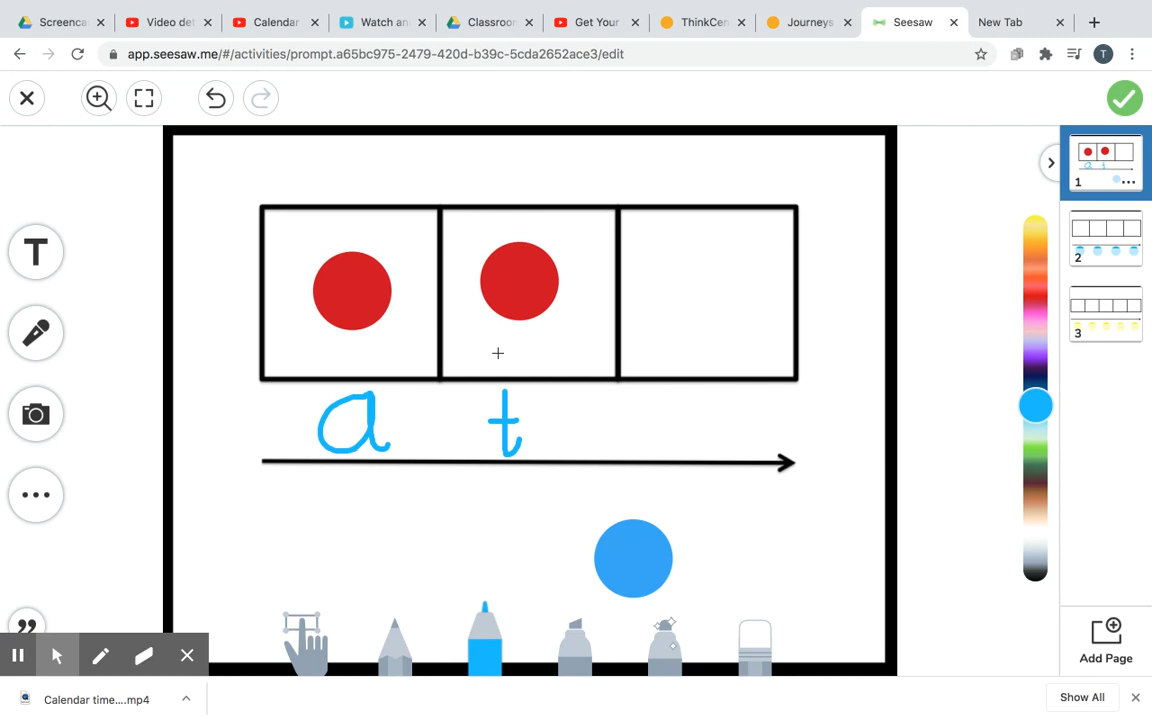 Screenca
Video det
Calendar
Watch an
Classroon
Get Your
ThinkCen
Journeys
Seesaw
New Tab
app.seesaw.me/#/activities/prompt.a65bc975-2479-420d-b39c-5cda2652ace3/edit
T
T
a t
a t
1
2
3
Add Page
Calendar time....mp4
Show All